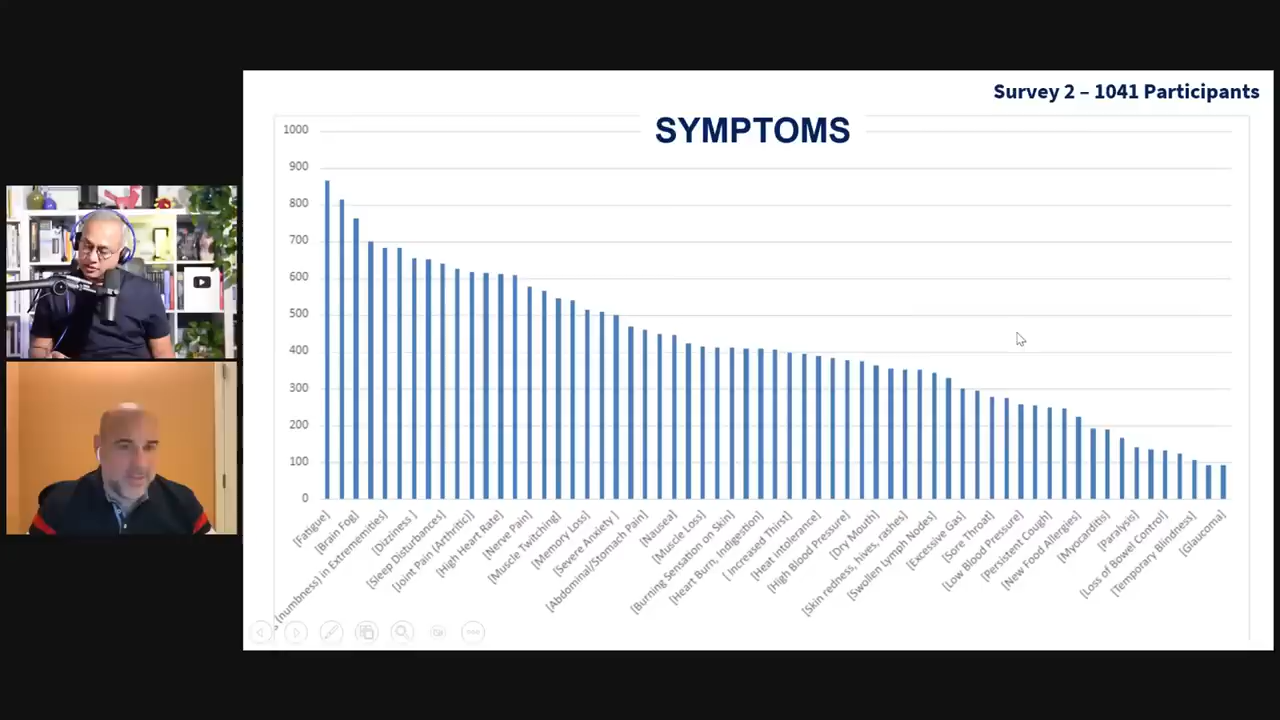 Survey 2 – 1041 Participants
SYMPTOMS
1000
900
800
700
600
500
400
300
200
100
0
[Fatigue]
[Brain Fog]
(numbness) in Extremeities]
[Dizziness ]
[Sleep Disturbances]
[Joint Pain (Arthritic)]
[High Heart Rate]
[Nerve Pain]
[Muscle Twitching]
[Memory Loss]
[Severe Anxiety ]
[Abdominal/Stomach Pain]
[Nausea]
[Muscle Loss]
[Burning Sensation on Skin]
[Heart Burn, Indigestion]
[ Increased Thirst]
[Heat intolerance]
[High Blood Pressure]
[Dry Mouth]
[Skin redness, hives, rashes]
[Swollen Lymph Nodes]
[Excessive Gas]
[Sore Throat]
[Low Blood Pressure]
[Persistent Cough]
[New Food Allergies]
[Myocarditis]
[Paralysis]
[Loss of Bowel Control]
[Temporary Blindness]
[Glaucoma]